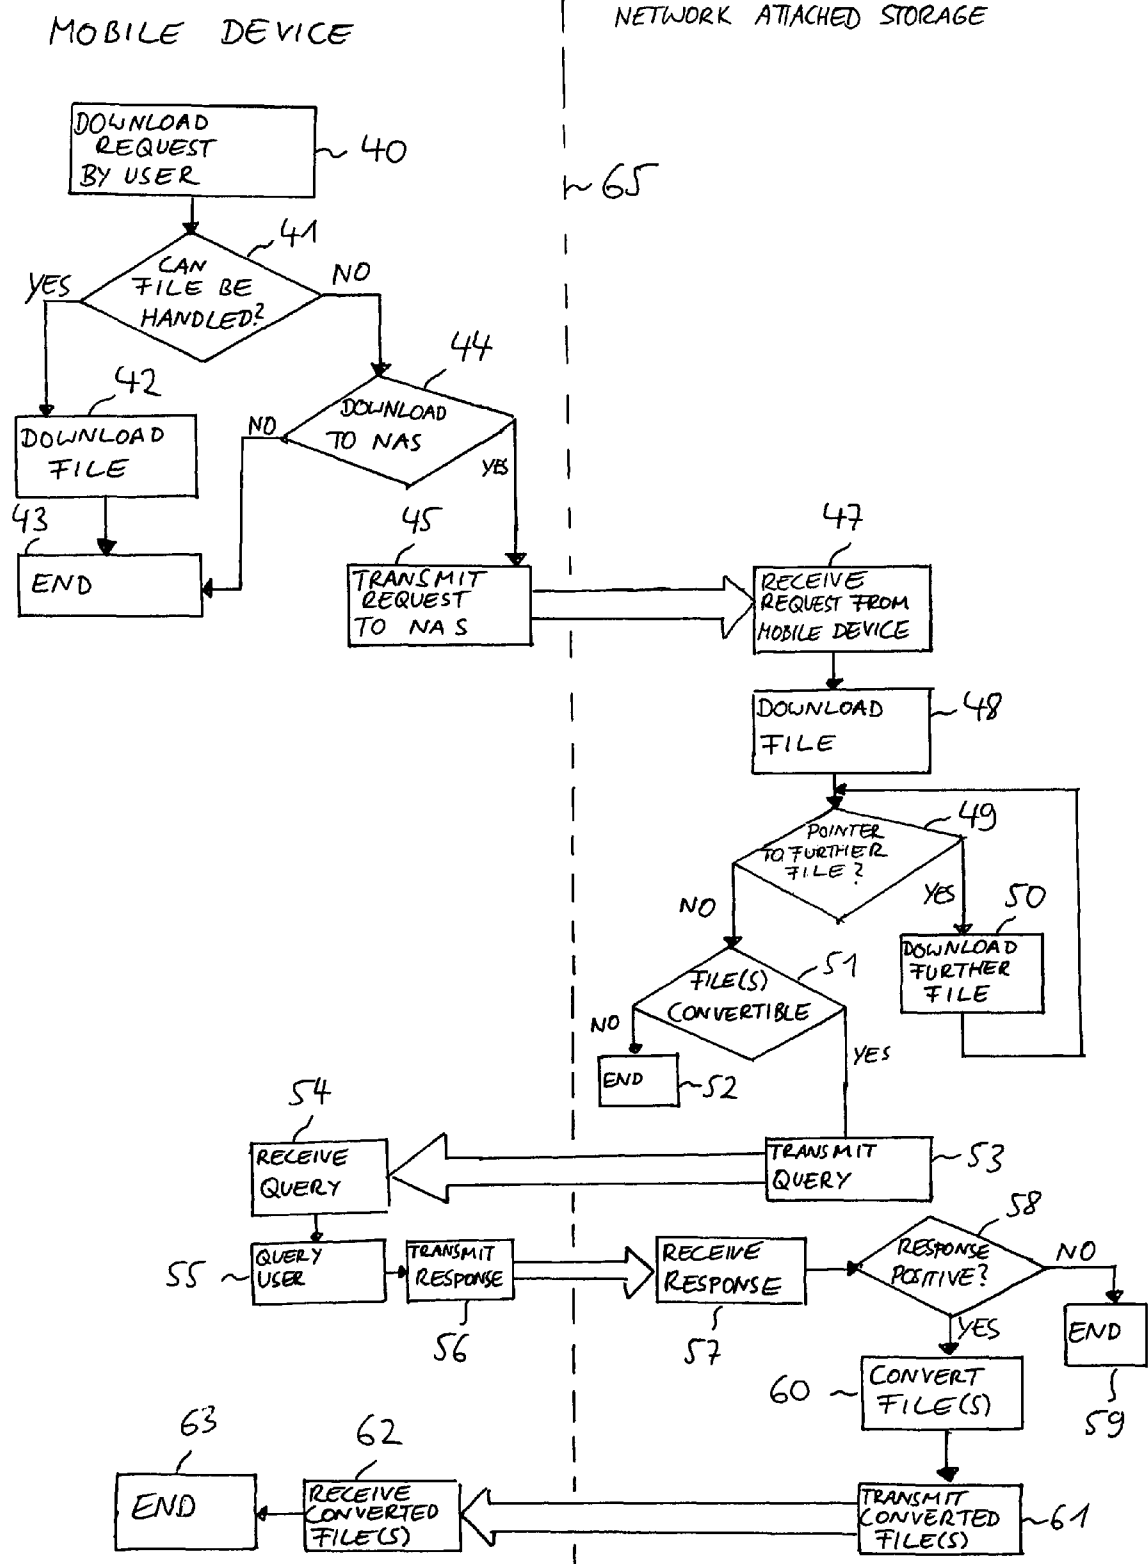 MOBILE DEVICE
NETWORK ATTACHED STORAGE
DOWNLOAD
REQUEST
BY USER
40
65
41
CAN
FILE BE
HANDLED?
YES
NO
44
42
DOWNLOAD
TO NAS
NO
YES
DOWNLOAD
FILE
43
END
45
TRANSMIT
REQUEST
TO NAS
47
RECEIVE
REQUEST FROM
MOBILE DEVICE
DOWNLOAD
FILE
48
49
POINTER
TO FURTHER
FILE?
NO
YES
50
DOWNLOAD
FURTHER
FILE
51
FILE(S)
CONVERTIBLE
NO
YES
END
52
54
RECEIVE
QUERY
TRANSMIT
QUERY
53
55
QUERY
USER
TRANSMIT
RESPONSE
56
RECEIVE
RESPONSE
57
58
RESPONSE
POSITIVE?
NO
YES
END
59
60
CONVERT
FILE(S)
63
END
62
RECEIVE
CONVERTED
FILE(S)
TRANSMIT
CONVERTED
FILE(S)
61